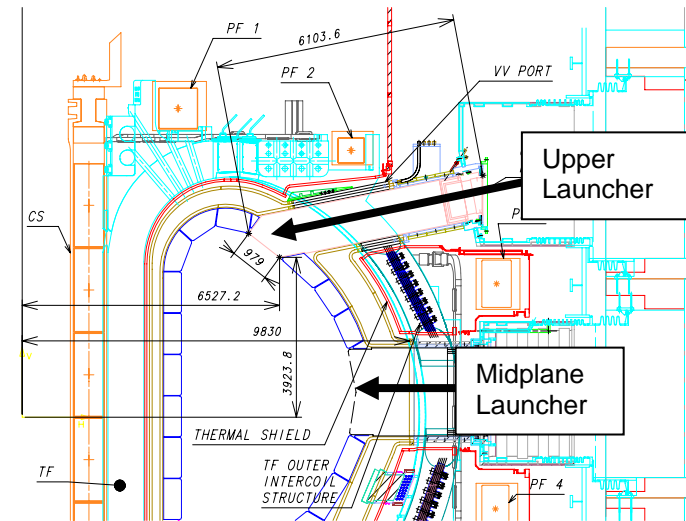 PF 1
6103.6
PF 2
VV PORT
Upper
Launcher
P
CS
979
6527.2
9830
3923.8
Midplane
Launcher
THERMAL SHIELD
TF OUTER
INTERCOIL
STRUCTURE
TF
PF 4